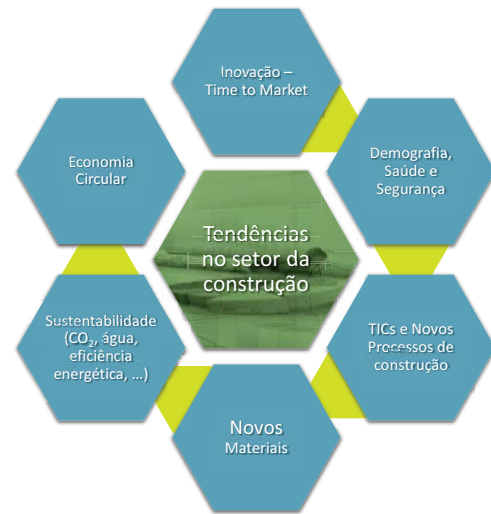 Inovação –
Time to Market
Demografia,
Saúde e
Segurança
TICs e Novos
Processos de
construção
Novos
Materiais
Sustentabilidade
(CO₂, água,
eficiência
energética, ...)
Economia
Circular
Tendências
no setor da
construção